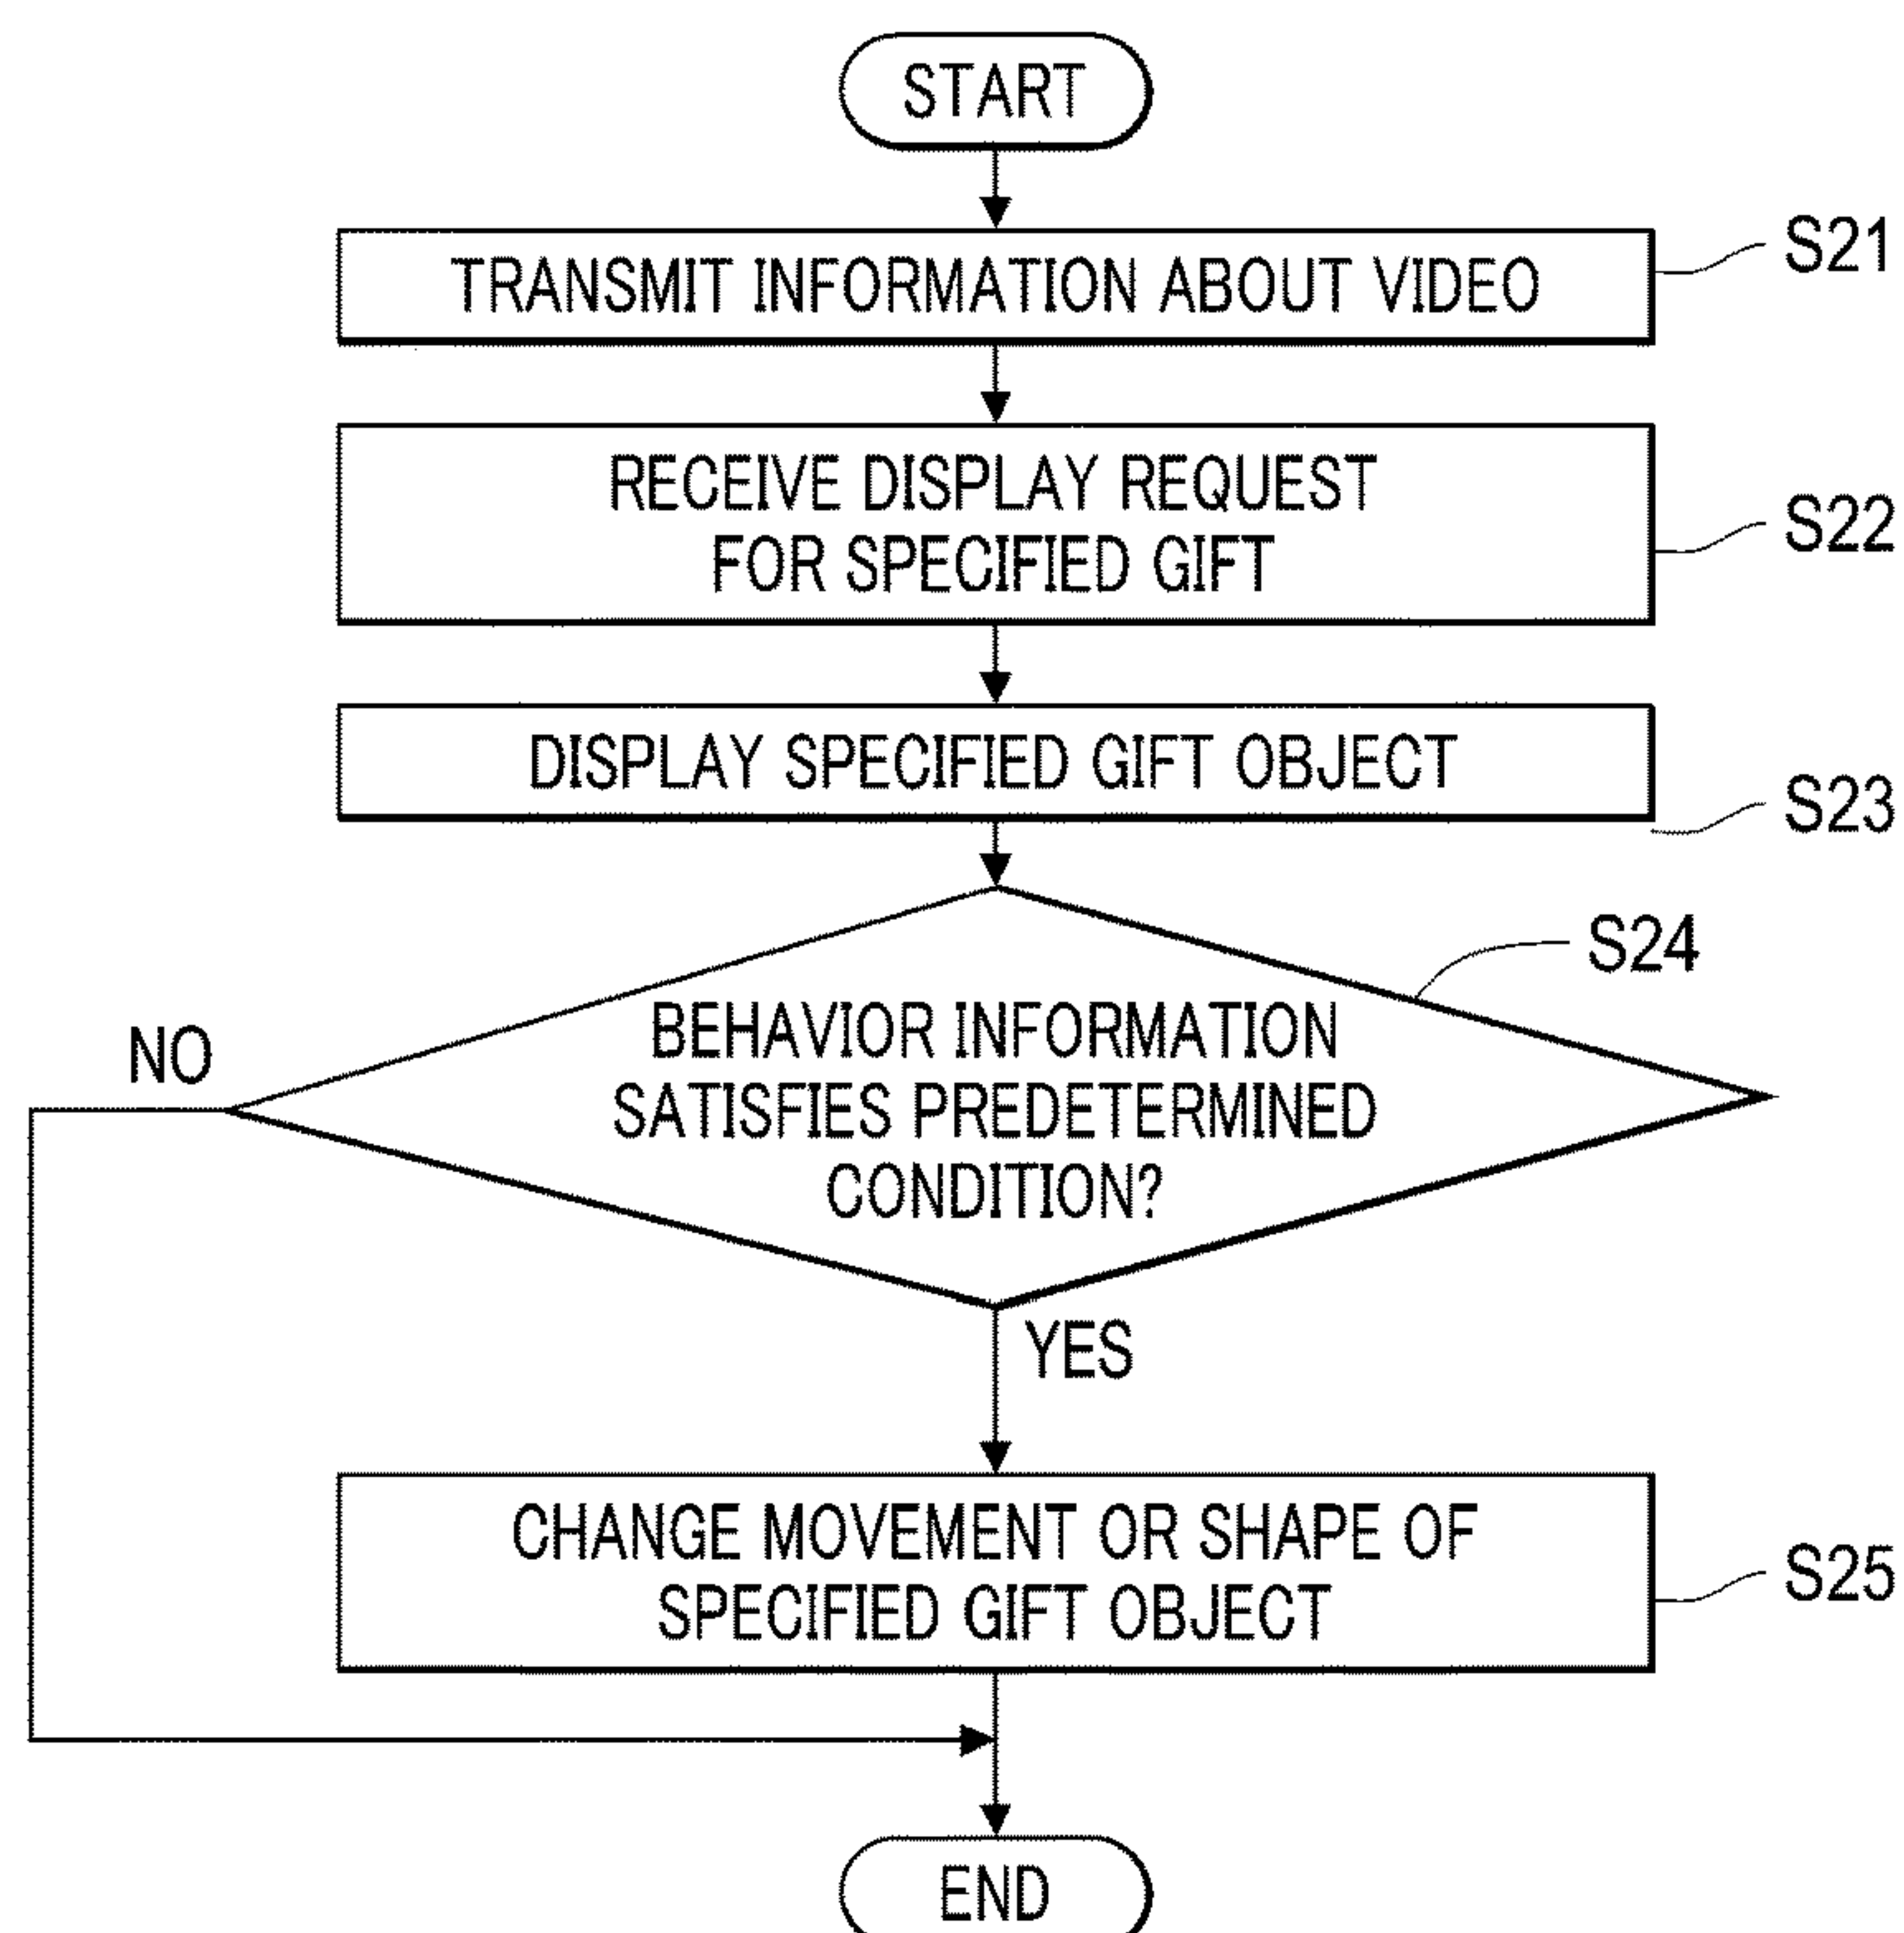 START
TRANSMIT INFORMATION ABOUT VIDEO
S21
RECEIVE DISPLAY REQUEST
FOR SPECIFIED GIFT
S22
DISPLAY SPECIFIED GIFT OBJECT
S23
S24
BEHAVIOR INFORMATION
SATISFIES PREDETERMINED
CONDITION?
NO
YES
CHANGE MOVEMENT OR SHAPE OF
SPECIFIED GIFT OBJECT
S25
END